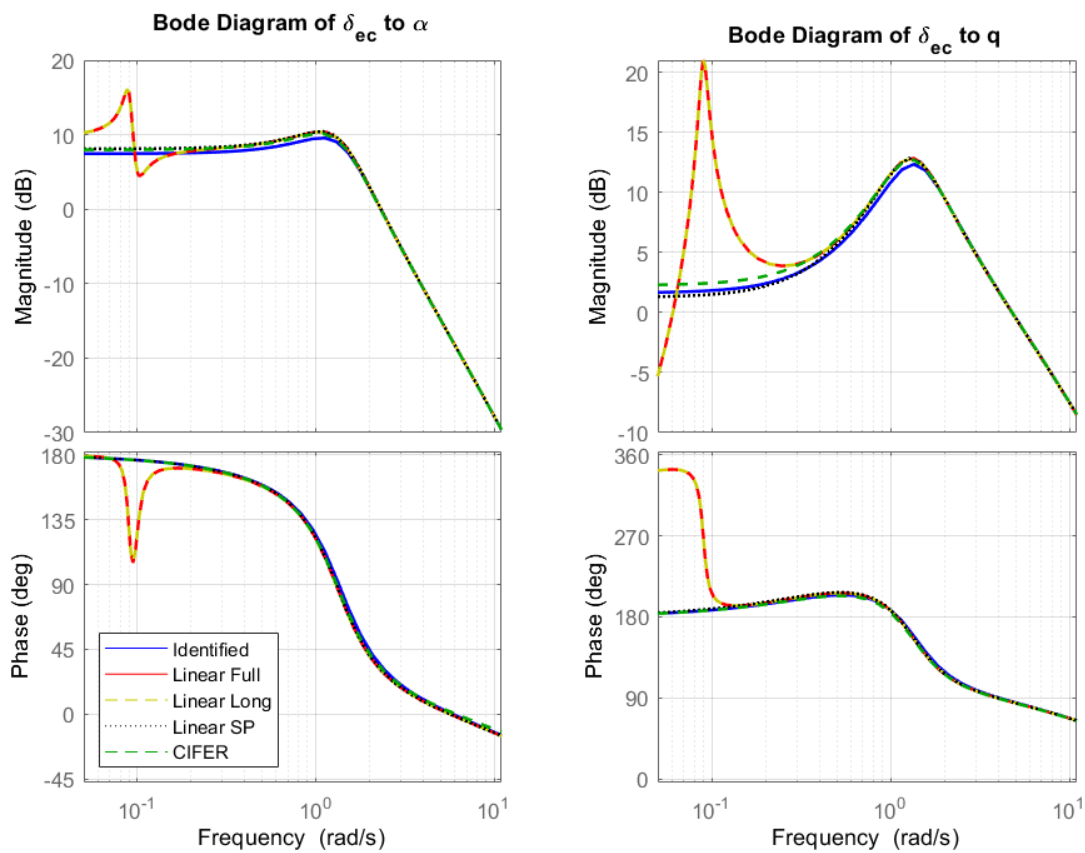 Bode Diagram of δec to α
Magnitude (dB)
20
10
0
-10
-20
-30
Phase (deg)
180
135
90
45
0
-45
Identified
Linear Full
Linear Long
Linear SP
CIFER
10-1
100
101
Frequency (rad/s)
Bode Diagram of δec to q
Magnitude (dB)
20
15
10
5
0
-5
-10
Phase (deg)
360
270
180
90
0
10-1
100
101
Frequency (rad/s)